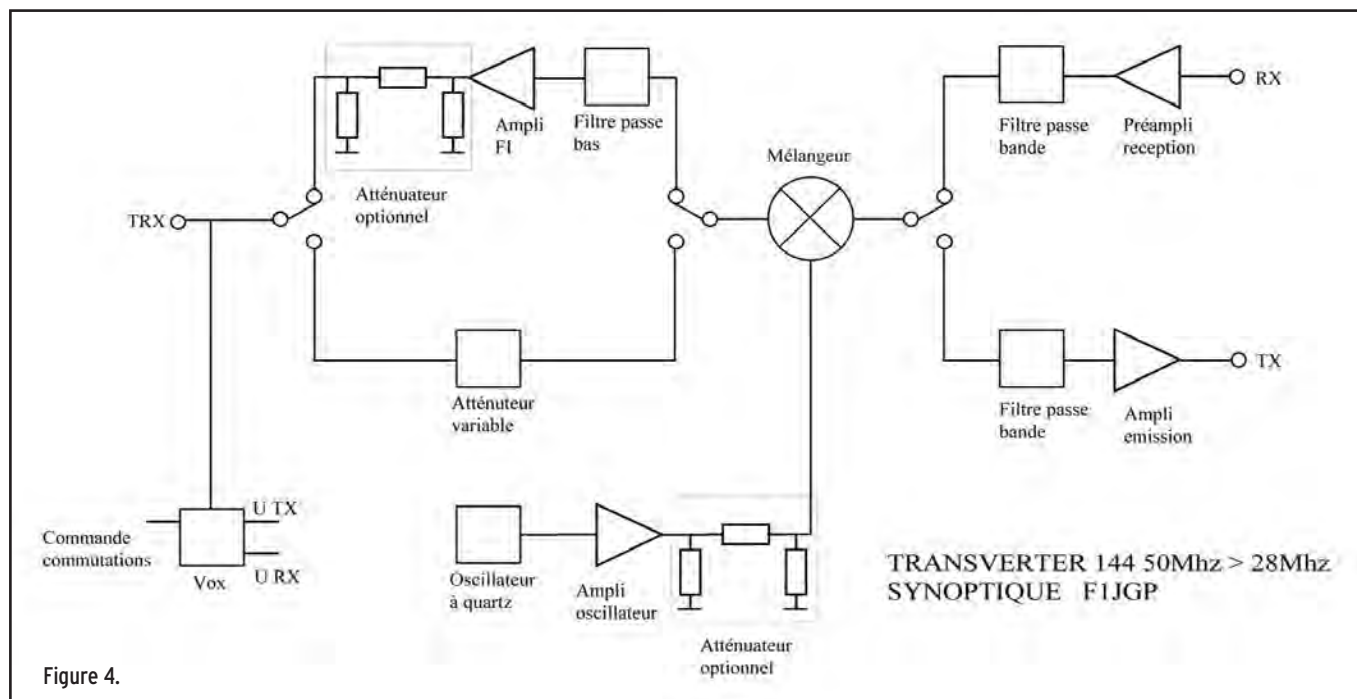 Ampli
FI
Filtre passe
bas
Atténuateur
optionnel
Mélangeur
Filtre passe
bande
Préampli
reception
RX
TRX
Atténuteur
variable
Filtre passe
bande
Ampli
emission
TX
Commande
commutations
U TX
U RX
Vox
Oscillateur
à quartz
Ampli
oscillateur
Atténuateur
optionnel
TRANSVERTER 144 50Mhz > 28Mhz
SYNOPTIQUE F1JGP
Figure 4.